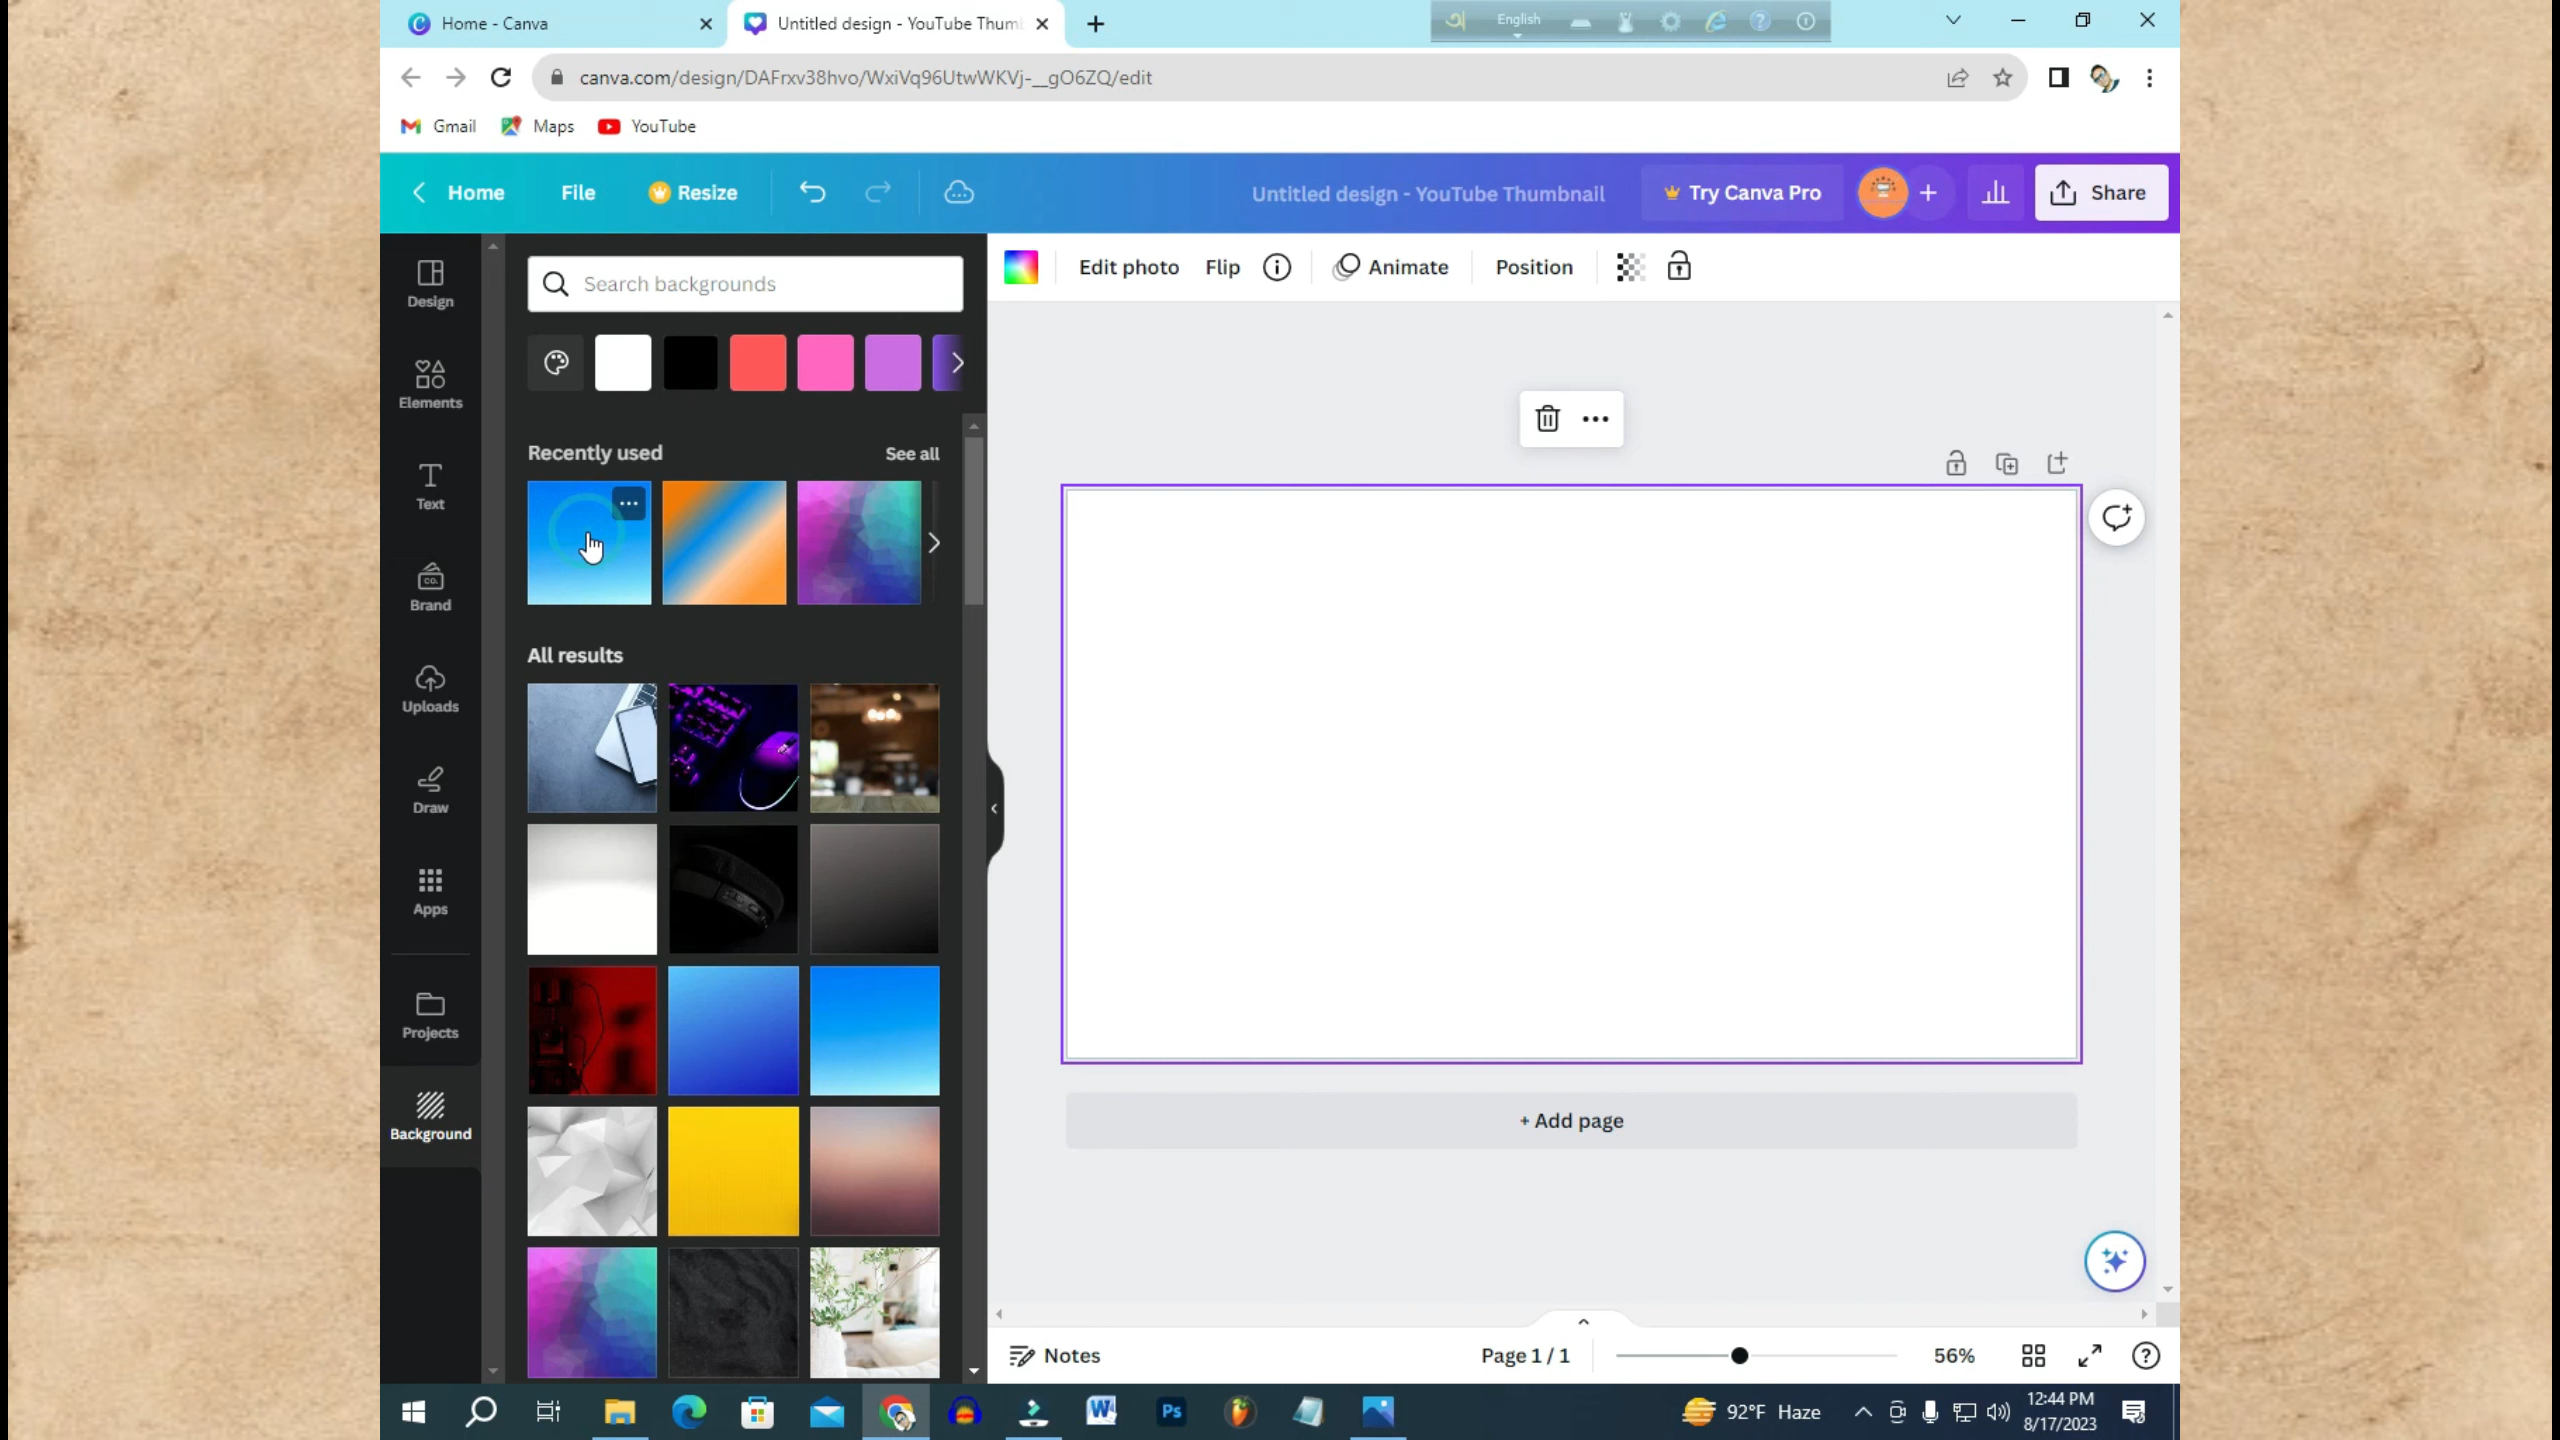 Home - Canva
Untitled design - YouTube Thum
English
canva.com/design/DAFrxv38hvo/WxiVq96UtwWKVj-__gO6ZQ/edit
Gmail
Maps
YouTube
Home
File
Resize
Untitled design - YouTube Thumbnail
Try Canva Pro
Share
Design
Elements
Text
CO.
Brand
Uploads
Draw
Apps
Projects
Background
Search backgrounds
Recently used
See all
All results
Edit photo
Flip
Animate
Position
+ Add page
Notes
Page 1 / 1
56%
W
Ps
92°F Haze
12:44 PM
8/17/2023